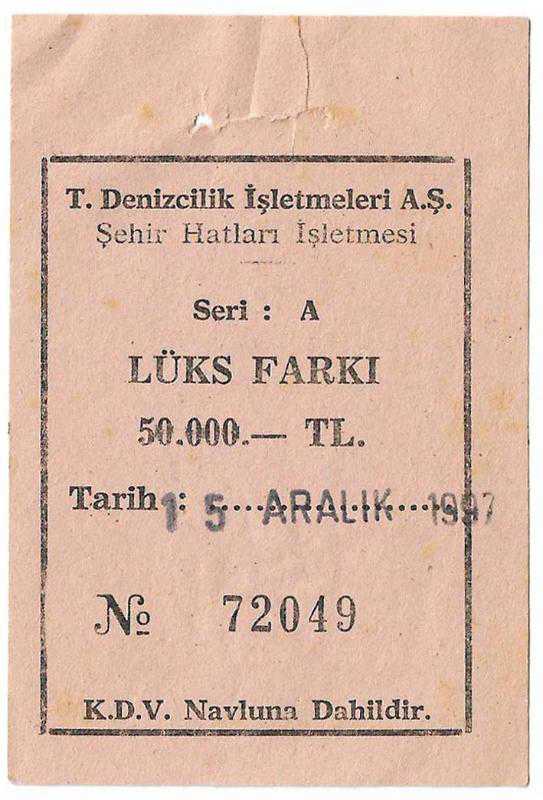 T. Denizcilik İşletmeleri A.Ş.
Şehir Hatları İşletmesi
Seri : A
LÜKS FARKI
50.000.— TL.
Tarih : 15 ARALIK 1997
№ 72049
K.D.V. Navluna Dahildir.